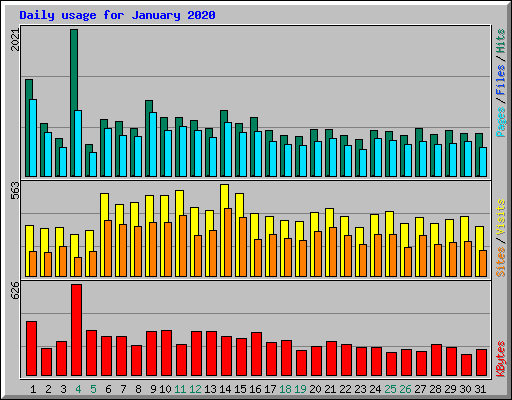 Daily usage for January 2020
2021
Pages / Files / Hits
563
Sites / Visits
626
KBytes
1 2 3 4 5 6 7 8 9 10 11 12 13 14 15 16 17 18 19 20 21 22 23 24 25 26 27 28 29 30 31